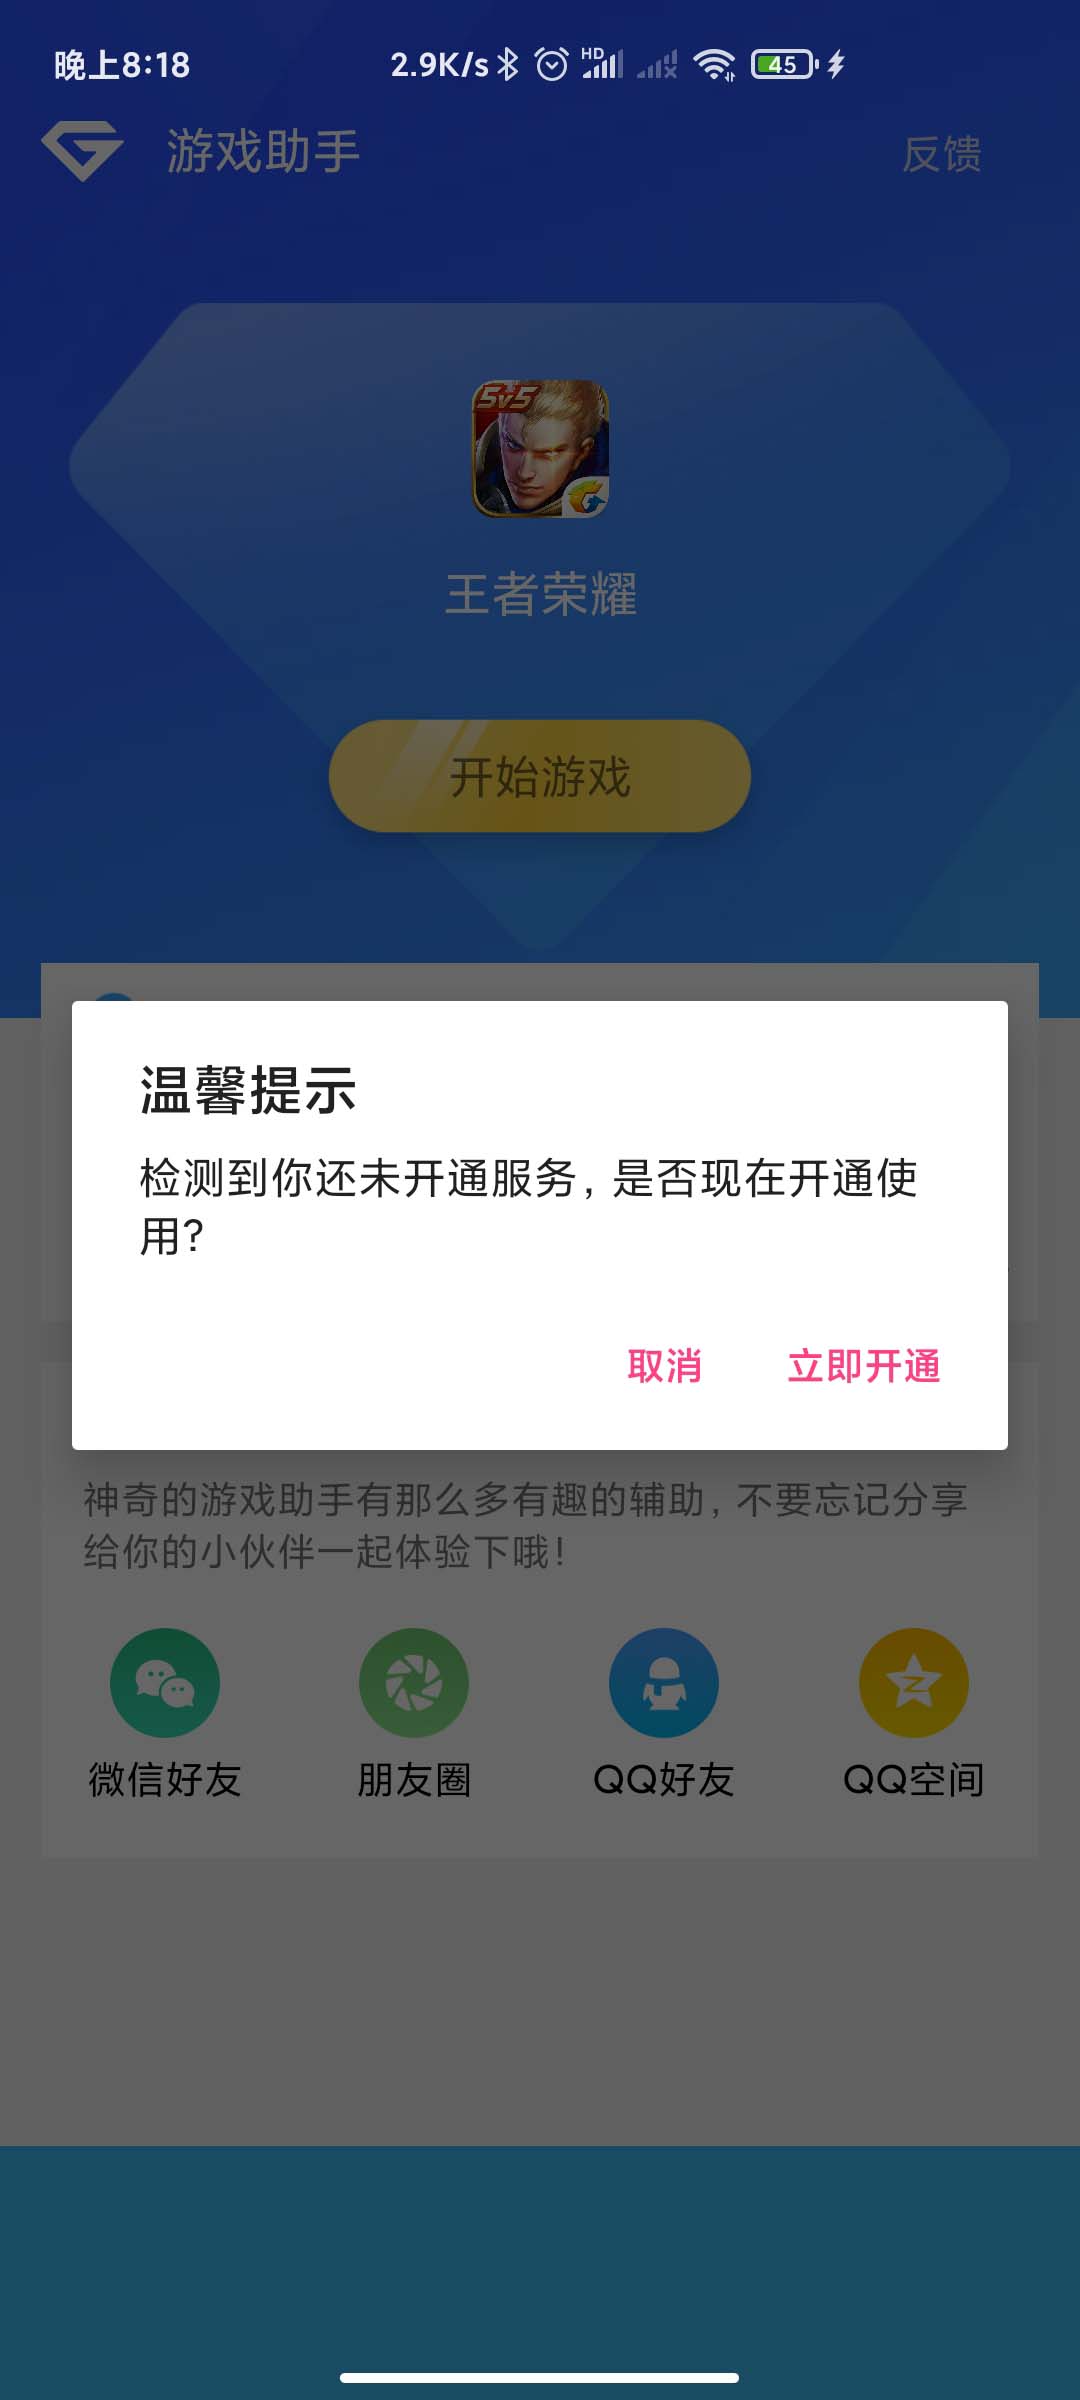 晚上8:18
2.9K/s
HD
45
游戏助手
反馈
5v5
王者荣耀
开始游戏
温馨提示
检测到你还未开通服务，是否现在开通使
用？
取消
立即开通
神奇的游戏助手有那么多有趣的辅助，不要忘记分享
给你的小伙伴一起体验下哦！
微信好友
朋友圈
QQ好友
QQ空间